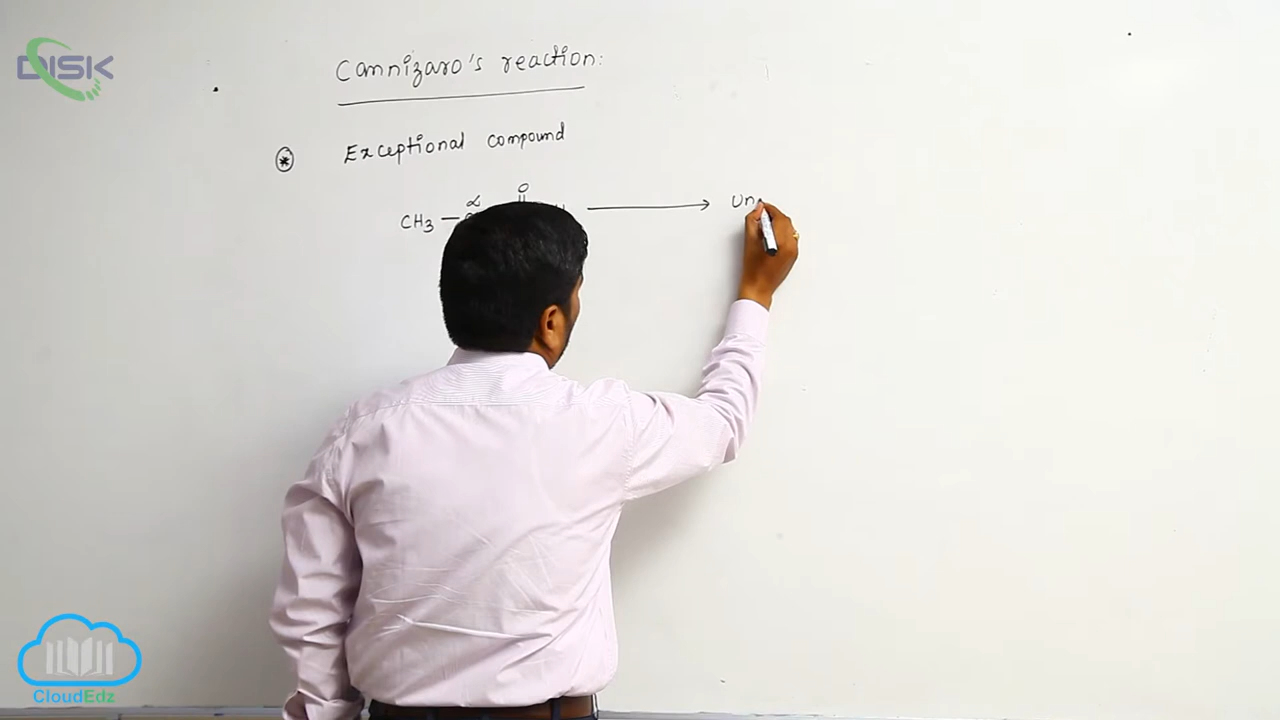 DISK
Cannizaro's reaction:
* Exceptional compound
α O
CH3 — → Un
CloudEdz